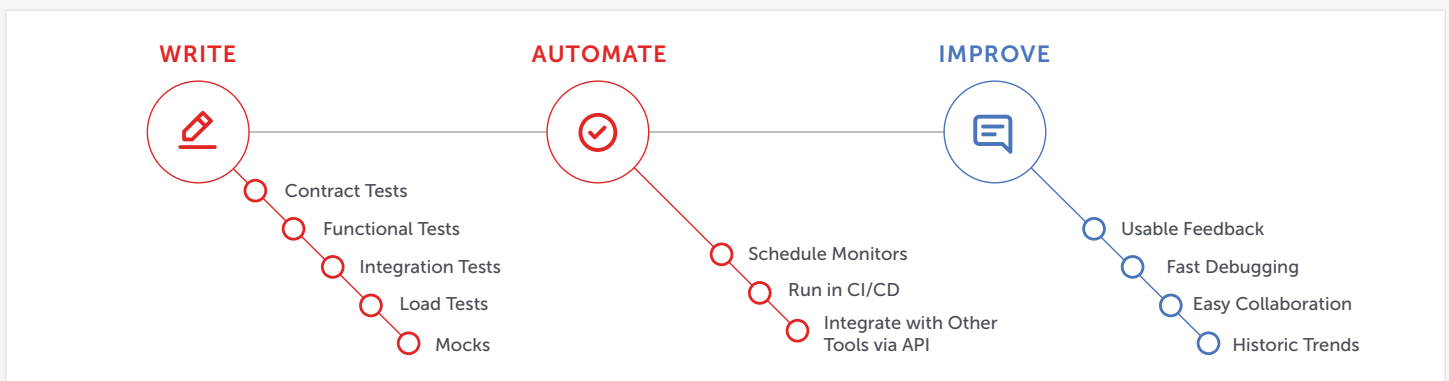 WRITE
Contract Tests
Functional Tests
Integration Tests
Load Tests
Mocks
AUTOMATE
Schedule Monitors
Run in CI/CD
Integrate with Other
Tools via API
IMPROVE
Usable Feedback
Fast Debugging
Easy Collaboration
Historic Trends